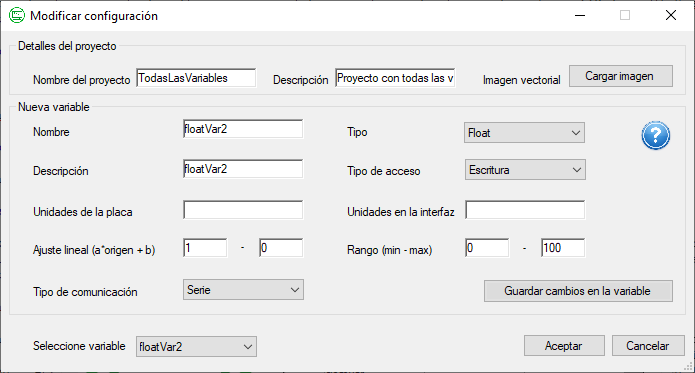 Modificar configuración
Detalles del proyecto
Nombre del proyecto TodasLasVariables Descripción Proyecto con todas las v Imagen vectorial Cargar imagen
Nueva variable
Nombre floatVar2 Tipo Float ?
Descripción floatVar2 Tipo de acceso Escritura
Unidades de la placa Unidades en la interfaz
Ajuste lineal (a*origen + b) 1 - 0 Rango (min - max) 0 - 100
Tipo de comunicación Serie Guardar cambios en la variable
Seleccione variable floatVar2 Aceptar Cancelar